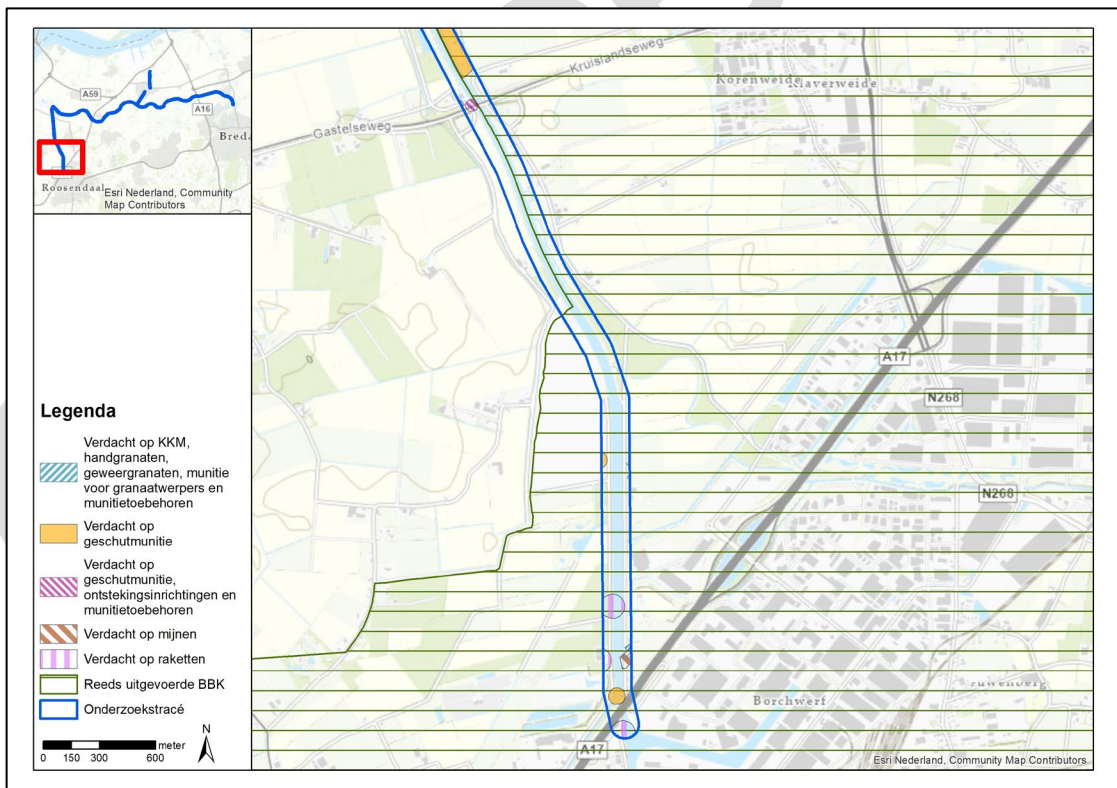 A59
A16
Breda
Roosendaal
Esri Nederland, Community
Map Contributors
Legenda
Verdacht op KKM,
handgranaten,
geweergranaten, munitie
voor granaatwerpers en
munitietoebehoren
Verdacht op
geschutmunitie
Verdacht op
geschutmunitie,
ontstekingsinrichtingen en
munitietoebehoren
Verdacht op mijnen
Verdacht op raketten
Reeds uitgevoerde BBK
Onderzoekstracé
N
0 150 300 600 meter
Kruislandseweg
Gastelseweg
Korenweide
Klaverweide
A17
N268
N268
Borchwerf
A17
Esri Nederland, Community Map Contributors